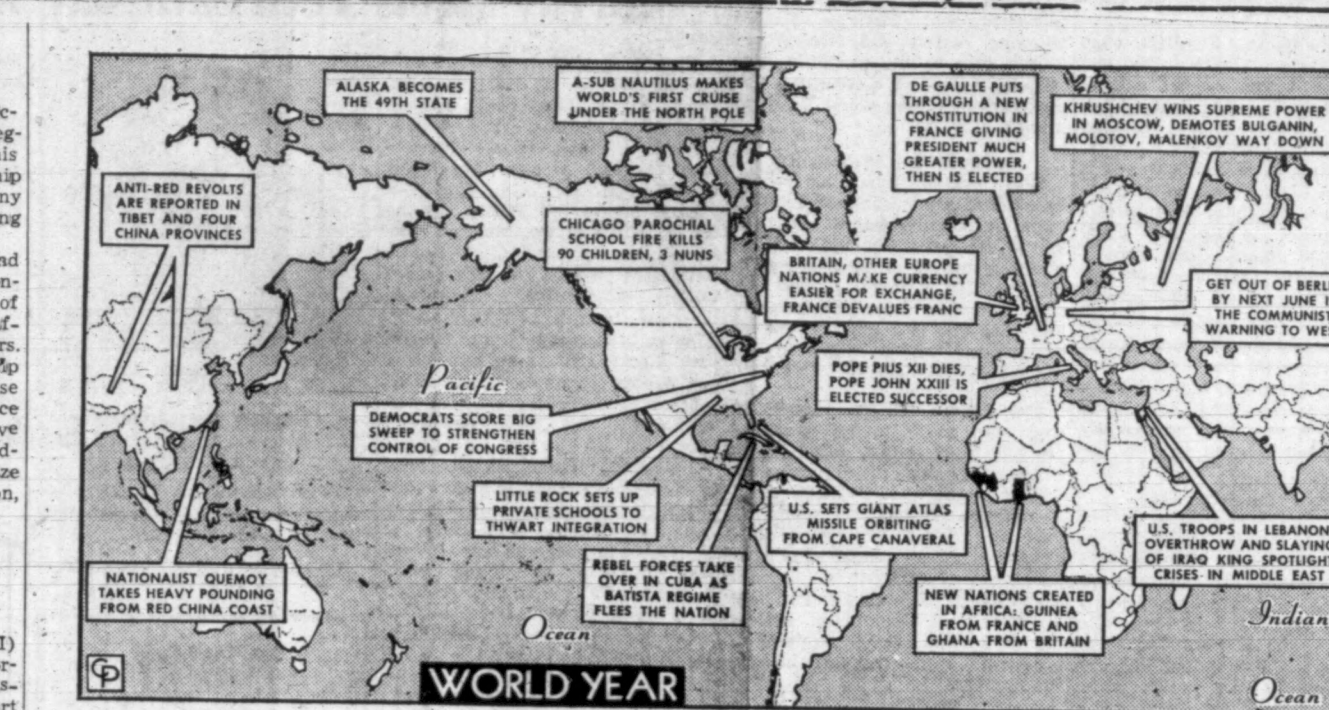 ALASKA BECOMES
THE 49TH STATE
A-SUB NAUTILUS MAKES
WORLD'S FIRST CRUISE
UNDER THE NORTH POLE
DE GAULLE PUTS
THROUGH A NEW
CONSTITUTION IN
FRANCE GIVING
PRESIDENT MUCH
GREATER POWER,
THEN IS ELECTED
KHRUSHCHEV WINS SUPREME POWER
IN MOSCOW, DEMOTES BULGANIN,
MOLOTOV, MALENKOV WAY DOWN
ANTI-RED REVOLTS
ARE REPORTED IN
TIBET AND FOUR
CHINA PROVINCES
CHICAGO PAROCHIAL
SCHOOL FIRE KILLS
90 CHILDREN, 3 NUNS
BRITAIN, OTHER EUROPE
NATIONS MAKE CURRENCY
EASIER FOR EXCHANGE,
FRANCE DEVALUES FRANC
GET OUT OF BERLI
BY NEXT JUNE I
THE COMMUNIST
WARNING TO WE
Pacific
POPE PIUS XII DIES,
POPE JOHN XXIII IS
ELECTED SUCCESSOR
DEMOCRATS SCORE BIG
SWEEP TO STRENGTHEN
CONTROL OF CONGRESS
LITTLE ROCK SETS UP
PRIVATE SCHOOLS TO
THWART INTEGRATION
U.S. SETS GIANT ATLAS
MISSILE ORBITING
FROM CAPE CANAVERAL
U.S. TROOPS IN LEBANON
OVERTHROW AND SLAYING
OF IRAQ KING SPOTLIGHT
CRISES IN MIDDLE EAST
NATIONALIST QUEMOY
TAKES HEAVY POUNDING
FROM RED CHINA COAST
REBEL FORCES TAKE
OVER IN CUBA AS
BATISTA REGIME
FLEES THE NATION
NEW NATIONS CREATED
IN AFRICA: GUINEA
FROM FRANCE AND
GHANA FROM BRITAIN
Ocean
Indian
Ocean
CP
WORLD YEAR